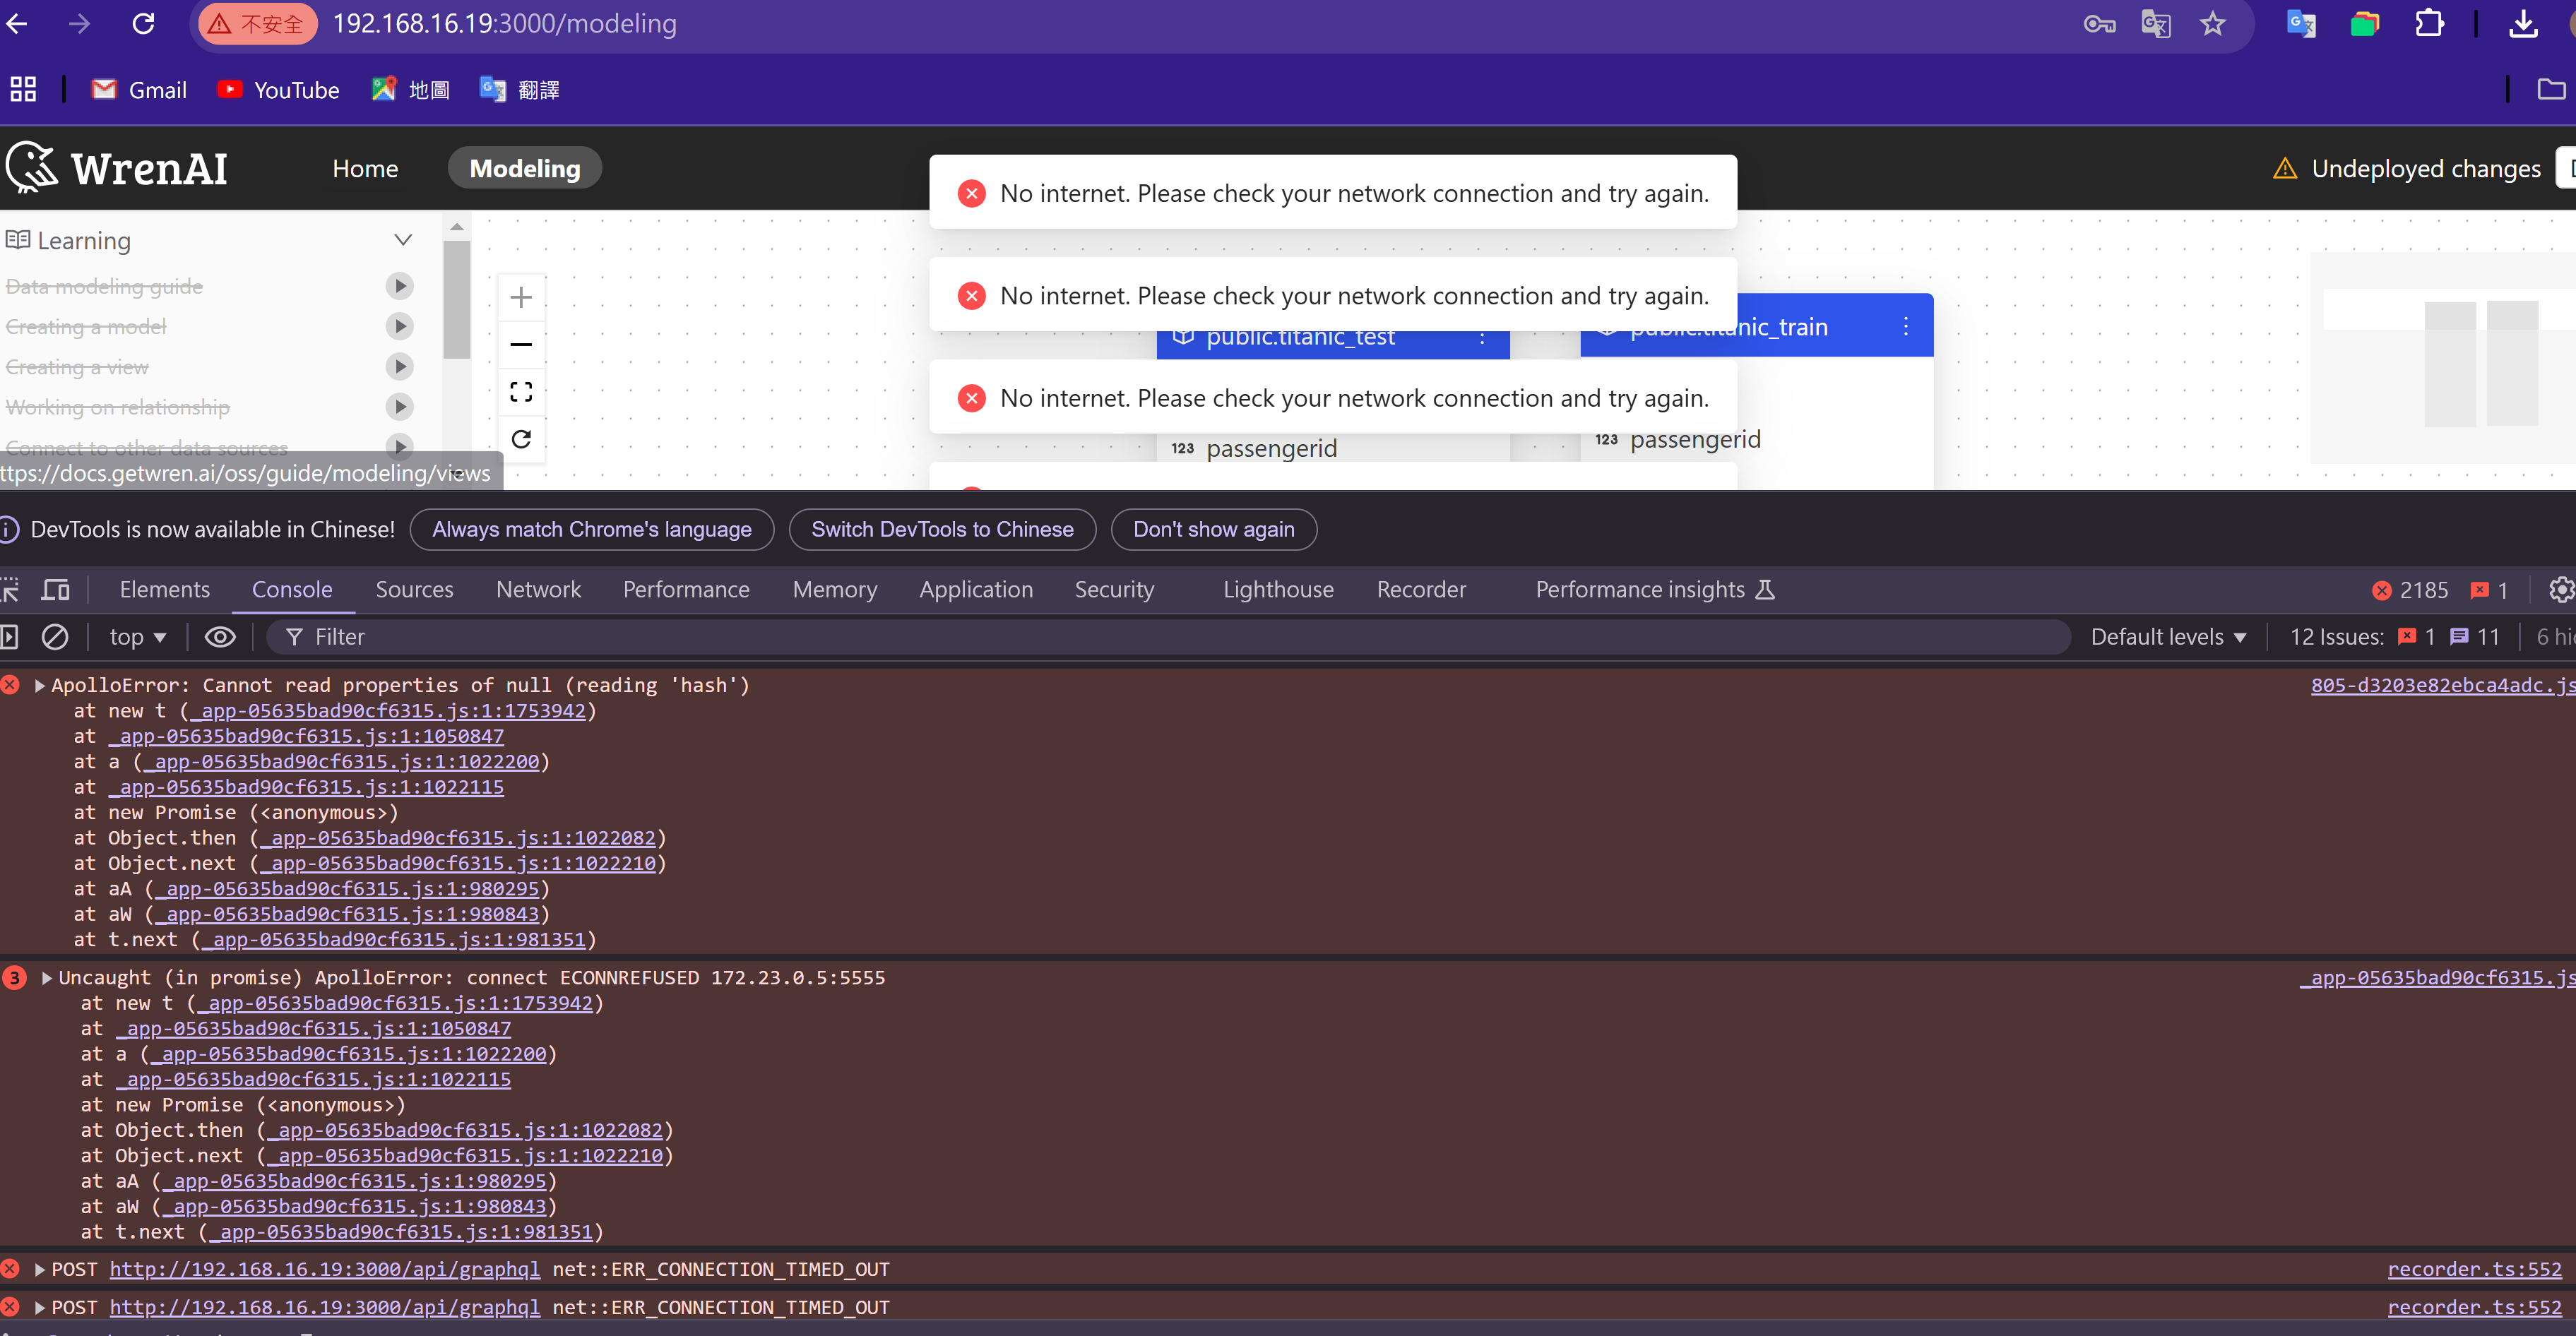 不安全 192.168.16.19:3000/modeling
Gmail YouTube 地圖 翻譯
WrenAI Home Modeling Undeployed changes
No internet. Please check your network connection and try again.
Learning
Data modeling guide
No internet. Please check your network connection and try again.
Creating a model
public.titanic_test
public.titanic_train
Creating a view
Working on relationship
No internet. Please check your network connection and try again.
Connect to other data sources
123 passengerid
123 passengerid
ttps://docs.getwren.ai/oss/guide/modeling/views
DevTools is now available in Chinese! Always match Chrome's language Switch DevTools to Chinese Don't show again
Elements Console Sources Network Performance Memory Application Security Lighthouse Recorder Performance insights 2185 1
top Filter Default levels 12 Issues: 1 11 6 hi
ApolloError: Cannot read properties of null (reading 'hash') 805-d3203e82ebca4adc.js
at new t (_app-05635bad90cf6315.js:1:1753942)
at _app-05635bad90cf6315.js:1:1050847
at a (_app-05635bad90cf6315.js:1:1022200)
at _app-05635bad90cf6315.js:1:1022115
at new Promise (<anonymous>)
at Object.then (_app-05635bad90cf6315.js:1:1022082)
at Object.next (_app-05635bad90cf6315.js:1:1022210)
at aA (_app-05635bad90cf6315.js:1:980295)
at aW (_app-05635bad90cf6315.js:1:980843)
at t.next (_app-05635bad90cf6315.js:1:981351)
3 Uncaught (in promise) ApolloError: connect ECONNREFUSED 172.23.0.5:5555 _app-05635bad90cf6315.js
at new t (_app-05635bad90cf6315.js:1:1753942)
at _app-05635bad90cf6315.js:1:1050847
at a (_app-05635bad90cf6315.js:1:1022200)
at _app-05635bad90cf6315.js:1:1022115
at new Promise (<anonymous>)
at Object.then (_app-05635bad90cf6315.js:1:1022082)
at Object.next (_app-05635bad90cf6315.js:1:1022210)
at aA (_app-05635bad90cf6315.js:1:980295)
at aW (_app-05635bad90cf6315.js:1:980843)
at t.next (_app-05635bad90cf6315.js:1:981351)
POST http://192.168.16.19:3000/api/graphql net::ERR_CONNECTION_TIMED_OUT recorder.ts:552
POST http://192.168.16.19:3000/api/graphql net::ERR_CONNECTION_TIMED_OUT recorder.ts:552